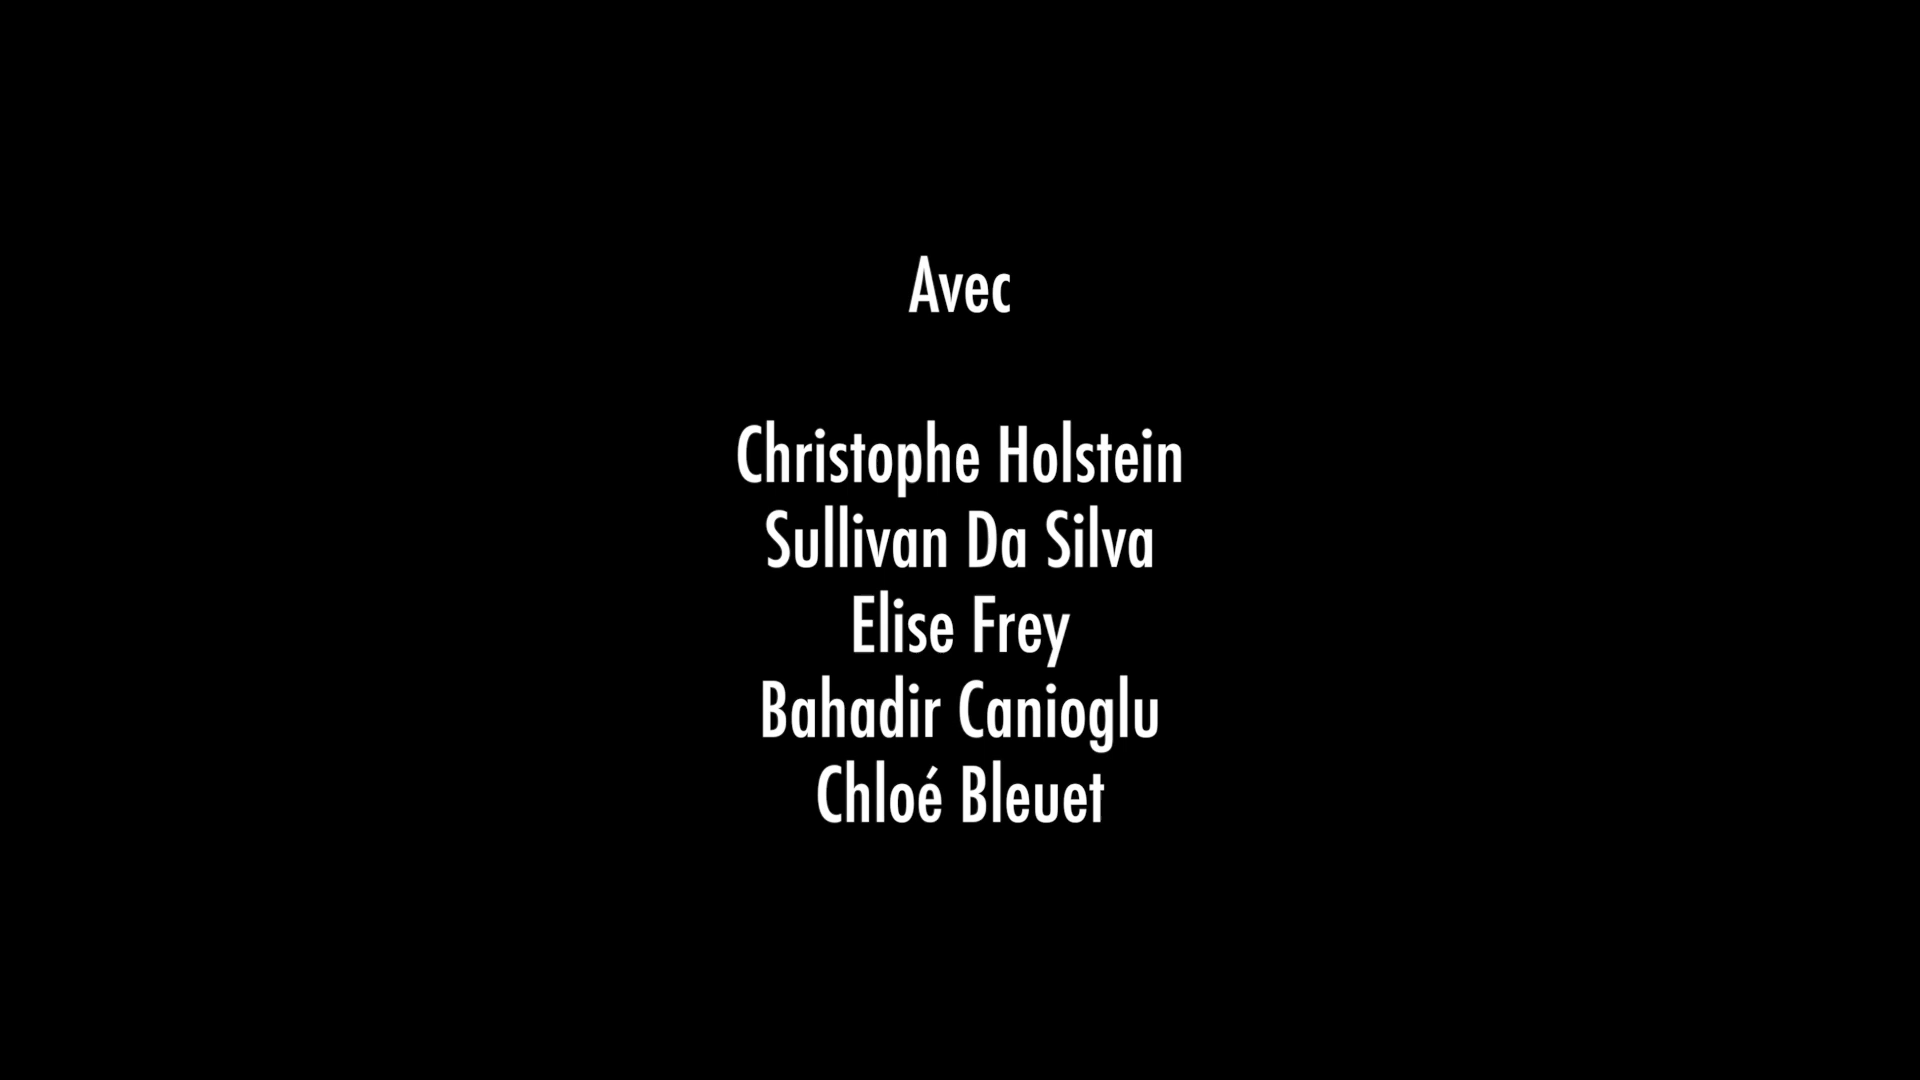 Avec
Christophe Holstein
Sullivan Da Silva
Elise Frey
Bahadir Canioglu
Chloé Bleuet